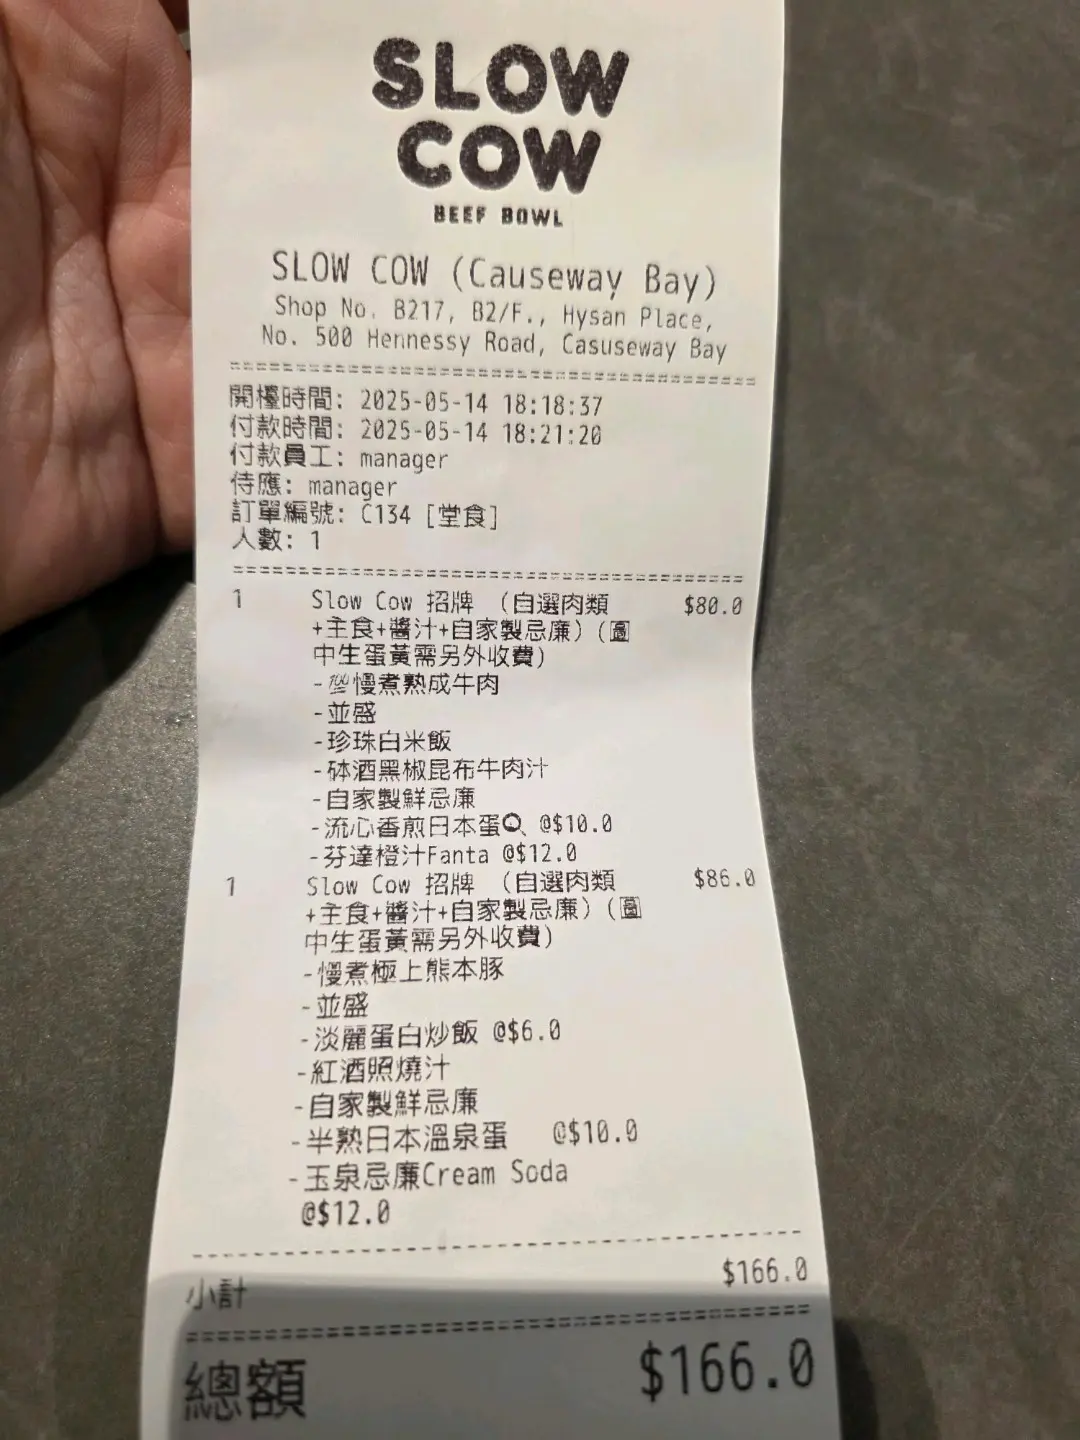 SLOW
COW
BEEF BOWL
SLOW COW (Causeway Bay)
Shop No. B217, B2/F., Hysan Place,
No. 500 Hennessy Road, Casuseway Bay
開檯時間: 2025-05-14 18:18:37
付款時間: 2025-05-14 18:21:20
付款員工: manager
侍應: manager
訂單編號: C134 [堂食]
人數: 1
1 Slow Cow 招牌 (自選肉類 $80.0
+主食+醬汁+自家製忌廉)(圖
中生蛋黃需另外收費)
-慢煮熟成牛肉
-並盛
-珍珠白米飯
-砵酒黑椒昆布牛肉汁
-自家製鮮忌廉
-流心香煎日本蛋🔍 @$10.0
-芬達橙汁Fanta @$12.0
1 Slow Cow 招牌 (自選肉類 $86.0
+主食+醬汁+自家製忌廉)(圖
中生蛋黃需另外收費)
-慢煮極上熊本豚
-並盛
-淡麗蛋白炒飯 @$6.0
-紅酒照燒汁
-自家製鮮忌廉
-半熟日本溫泉蛋 @$10.0
-玉泉忌廉Cream Soda
@$12.0
小計 $166.0
總額 $166.0